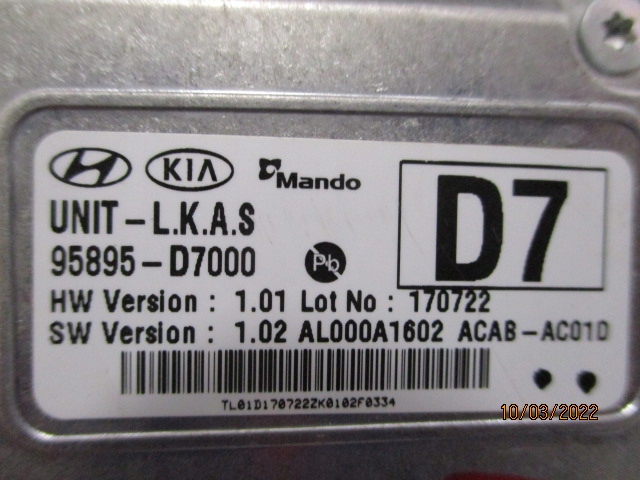 KIA Mando D7
UNIT-L.K.A.S
95895-D7000 Pb
HW Version : 1.01 Lot No : 170722
SW Version : 1.02 AL000A1602 ACAB-AC01D
TL01D170722ZK0102F0334
10/03/2022